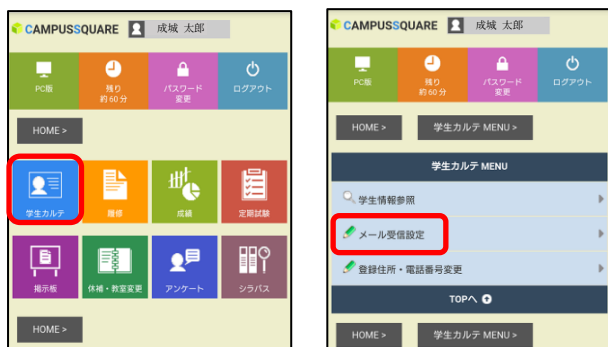 CAMPUSSQUARE 成城 太郎
PC版 残り 約60分 パスワード 変更 ログアウト
HOME >
学生カルテ 履修 成績 定期試験
掲示板 休補・教室変更 アンケート シラバス
HOME >
CAMPUSSQUARE 成城 太郎
PC版 残り 約60分 パスワード 変更 ログアウト
HOME > 学生カルテ MENU >
学生カルテ MENU
学生情報参照
メール受信設定
登録住所・電話番号変更
TOPへ
HOME > 学生カルテ MENU >